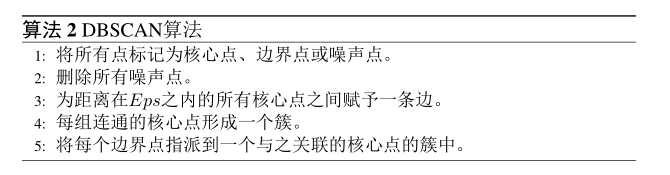 算法 2 DBSCAN算法
1: 将所有点标记为核心点、边界点或噪声点。
2: 删除所有噪声点。
3: 为距离在Eps之内的所有核心点之间赋予一条边。
4: 每组连通的核心点形成一个簇。
5: 将每个边界点指派到一个与之关联的核心点的簇中。